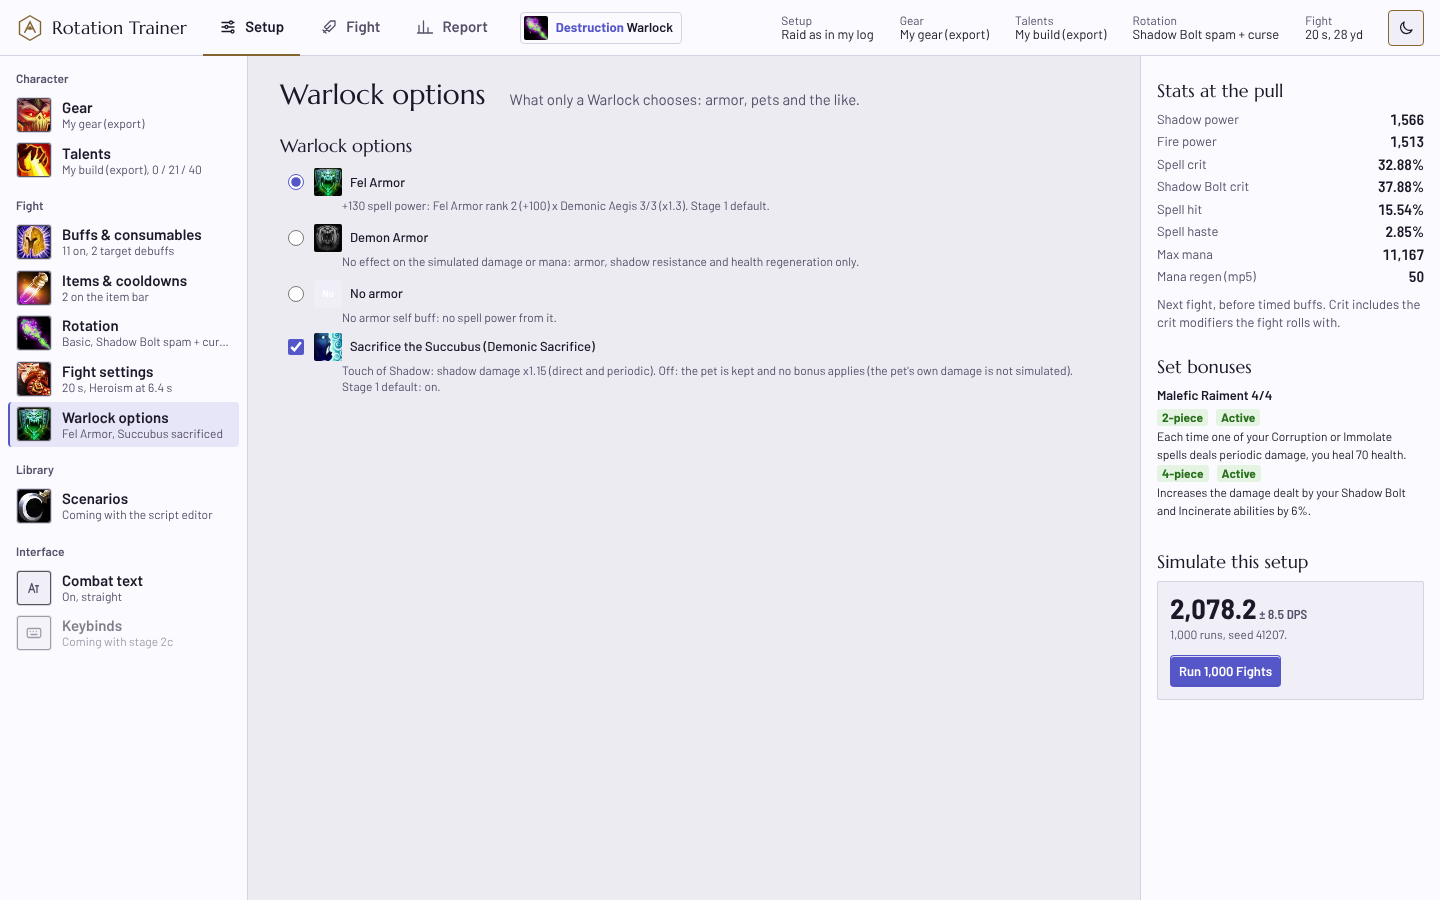 Rotation Trainer
Setup
Fight
Report
Destruction Warlock
Setup
Raid as in my log
Gear
My gear (export)
Talents
My build (export)
Rotation
Shadow Bolt spam + curse
Fight
20 s, 28 yd
Character
Gear
My gear (export)
Talents
My build (export), 0 / 21 / 40
Fight
Buffs & consumables
11 on, 2 target debuffs
Items & cooldowns
2 on the item bar
Rotation
Basic, Shadow Bolt spam + cur...
Fight settings
20 s, Heroism at 6.4 s
Warlock options
Fel Armor, Succubus sacrificed
Library
Scenarios
Coming with the script editor
Interface
Combat text
On, straight
Keybinds
Coming with stage 2c
Warlock options
What only a Warlock chooses: armor, pets and the like.
Warlock options
Fel Armor
+130 spell power: Fel Armor rank 2 (+100) x Demonic Aegis 3/3 (x1.3). Stage 1 default.
Demon Armor
No effect on the simulated damage or mana: armor, shadow resistance and health regeneration only.
No
No armor
No armor self buff: no spell power from it.
Sacrifice the Succubus (Demonic Sacrifice)
Touch of Shadow: shadow damage x1.15 (direct and periodic). Off: the pet is kept and no bonus applies (the pet's own damage is not simulated).
Stage 1 default: on.
Stats at the pull
Shadow power 1,566
Fire power 1,513
Spell crit 32.88%
Shadow Bolt crit 37.88%
Spell hit 15.54%
Spell haste 2.85%
Max mana 11,167
Mana regen (mp5) 50
Next fight, before timed buffs. Crit includes the
crit modifiers the fight rolls with.
Set bonuses
Malefic Raiment 4/4
2-piece Active
Each time one of your Corruption or Immolate
spells deals periodic damage, you heal 70 health.
4-piece Active
Increases the damage dealt by your Shadow Bolt
and Incinerate abilities by 6%.
Simulate this setup
2,078.2 ± 8.5 DPS
1,000 runs, seed 41207.
Run 1,000 Fights